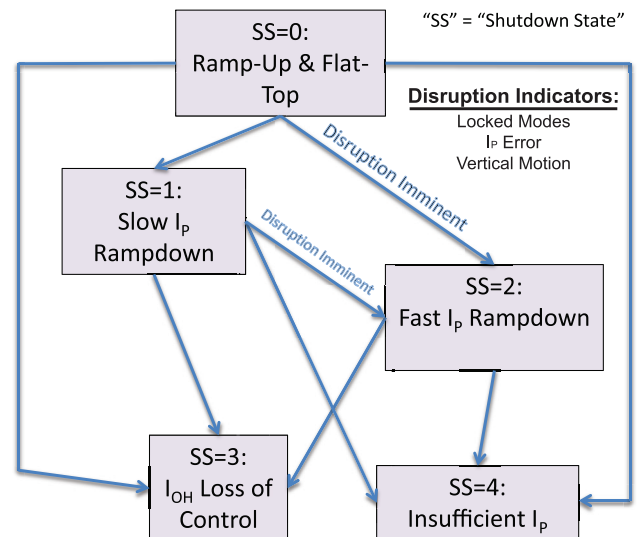 SS=0:
Ramp-Up & Flat-
Top
“SS” = “Shutdown State”
Disruption Indicators:
Locked Modes
IP Error
Vertical Motion
Disruption Imminent
SS=1:
Slow IP
Rampdown
Disruption Imminent
SS=2:
Fast IP Rampdown
SS=3:
IOH Loss of
Control
SS=4:
Insufficient IP